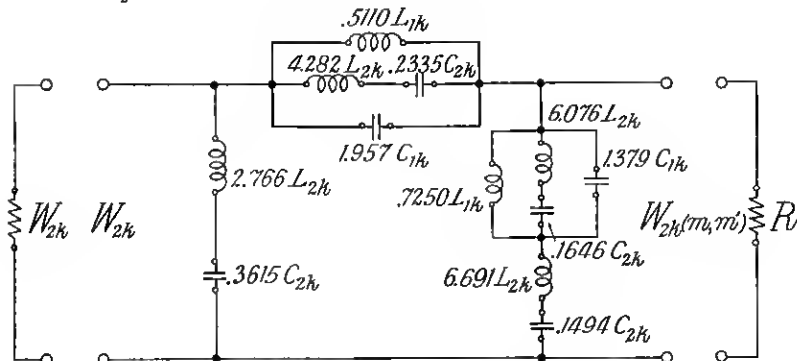 .5110 L1k
4.282 L2k
.2335 C2k
1.957 C1k
6.076 L2k
1.379 C1k
2.766 L2k
.7250 L1k
W2k
W2k
W2k(m,m')
R
.1646 C2k
.3615 C2k
6.691 L2k
.1494 C2k